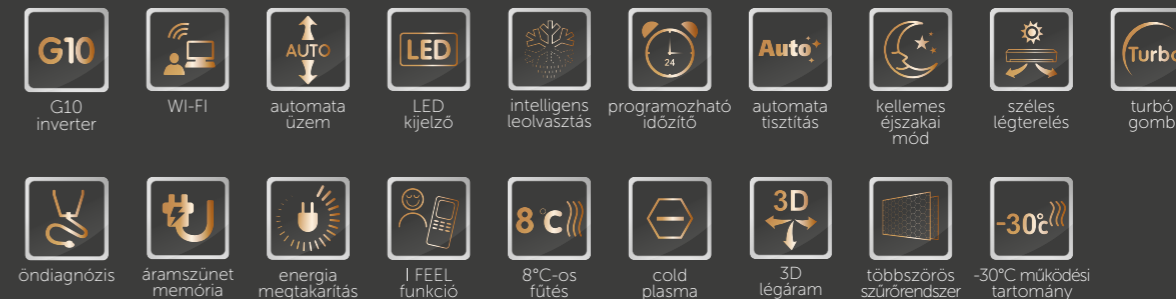 G10
AUTO
LED
24
Auto
Turbo
G10
inverter
WI-FI
automata
üzem
LED
kijelző
intelligens
leolvasztás
programozható
időzítő
automata
tisztítás
kellemes
éjszakai
mód
széles
légterelés
turbó
gomb
8°C
3D
-30°C
öndiagnózis
áramszünet
memória
energia
megtakarítás
I FEEL
funkció
8°C-os
fűtés
cold
plasma
3D
légáram
többszörös
szűrőrendszer
-30°C működési
tartomány